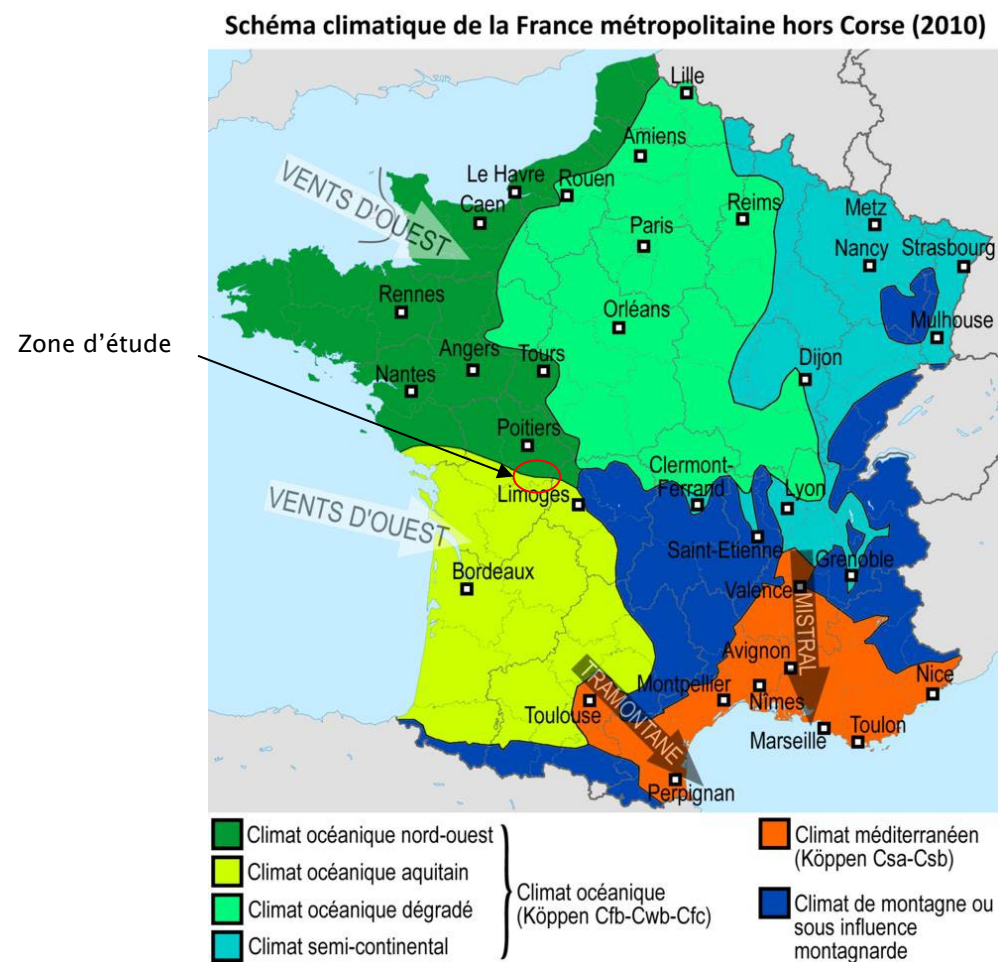 Schéma climatique de la France métropolitaine hors Corse (2010)
Lille
Amiens
Le Havre
Rouen
Caen
Reims
Metz
VENTS D'OUEST
Paris
Nancy
Strasbourg
Rennes
Orléans
Mulhouse
Zone d'étude
Angers
Tours
Dijon
Nantes
Poitiers
Clermont-
Ferrand
Limoges
Lyon
VENTS D'OUEST
Saint-Etienne
Grenoble
Bordeaux
Valence
MISTRAL
Avignon
TRAMONTANE
Montpellier
Nîmes
Nice
Toulouse
Marseille
Toulon
Perpignan
Climat océanique nord-ouest
Climat océanique aquitain
Climat océanique dégradé
Climat semi-continental
Climat océanique
(Köppen Cfb-Cwb-Cfc)
Climat méditerranéen
(Köppen Csa-Csb)
Climat de montagne ou
sous influence
montagnarde